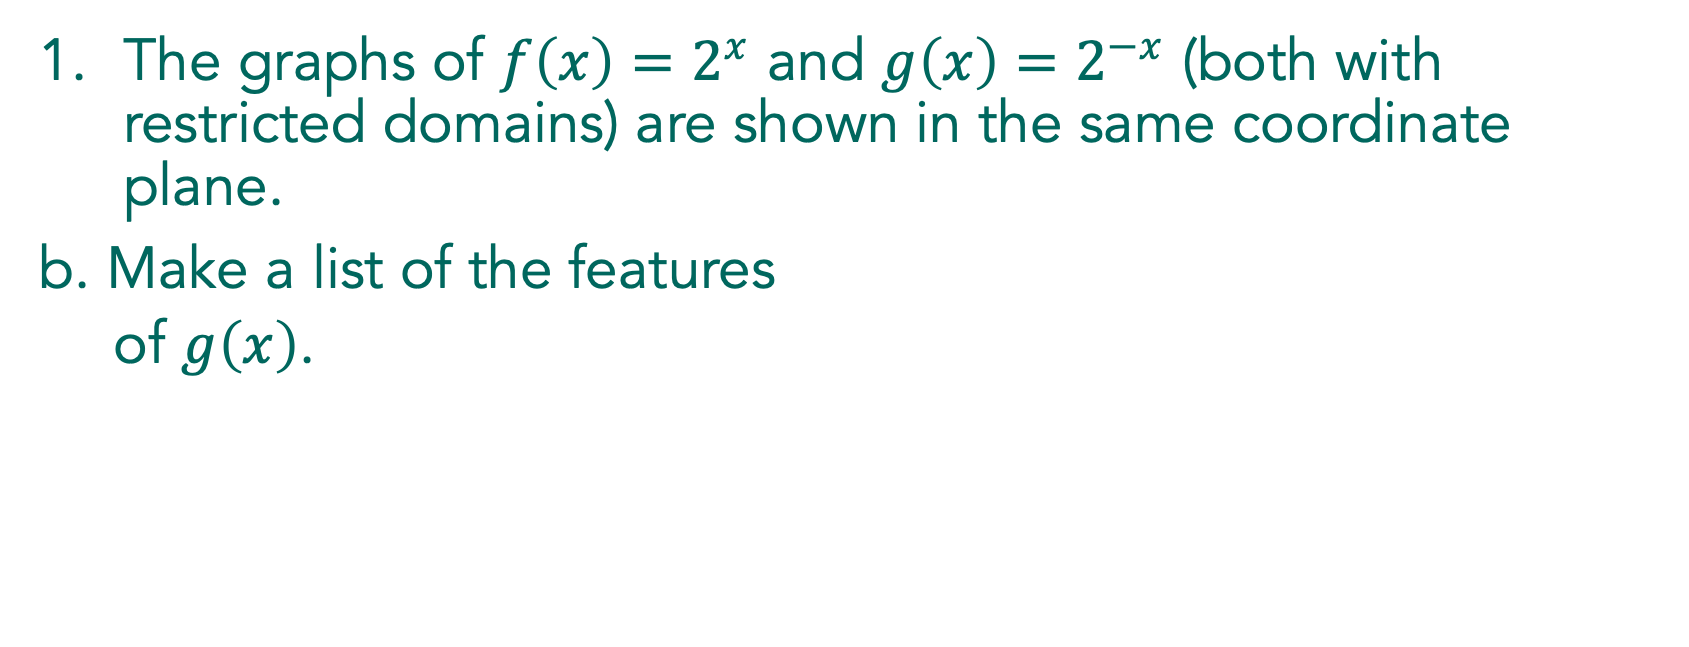 1. The graphs of f(x) = 2ˣ and g(x) = 2⁻ˣ (both with
restricted domains) are shown in the same coordinate
plane.
b. Make a list of the features
of g(x).